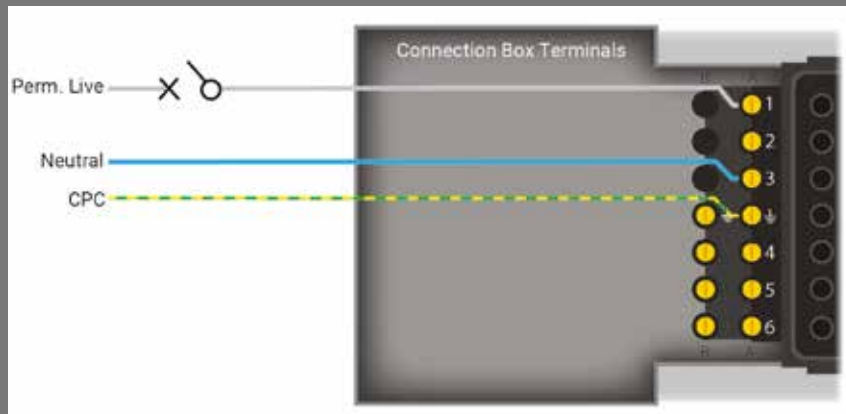 Connection Box Terminals
B A
Perm. Live
1
2
Neutral
3
CPC
4
5
6
B A